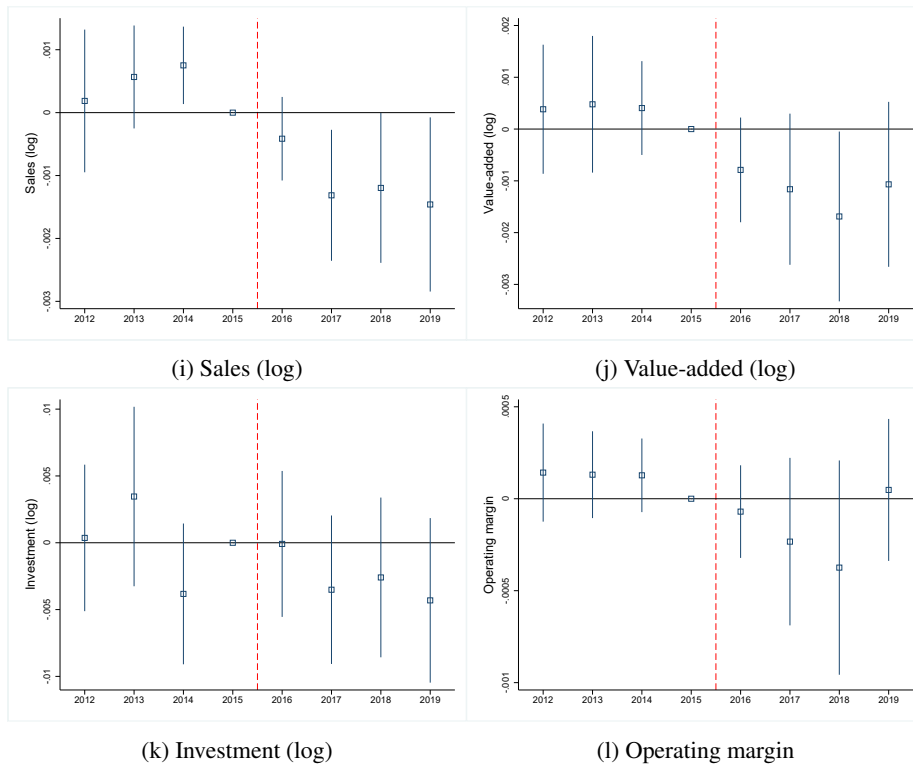 .001
0
-.001
-.002
-.003
Sales (log)
2012 2013 2014 2015 2016 2017 2018 2019
(i) Sales (log)
.002
.001
0
-.001
-.002
-.003
Value-added (log)
2012 2013 2014 2015 2016 2017 2018 2019
(j) Value-added (log)
.01
.005
0
-.005
-.01
Investment (log)
2012 2013 2014 2015 2016 2017 2018 2019
(k) Investment (log)
.0005
0
-.0005
-.001
Operating margin
2012 2013 2014 2015 2016 2017 2018 2019
(l) Operating margin